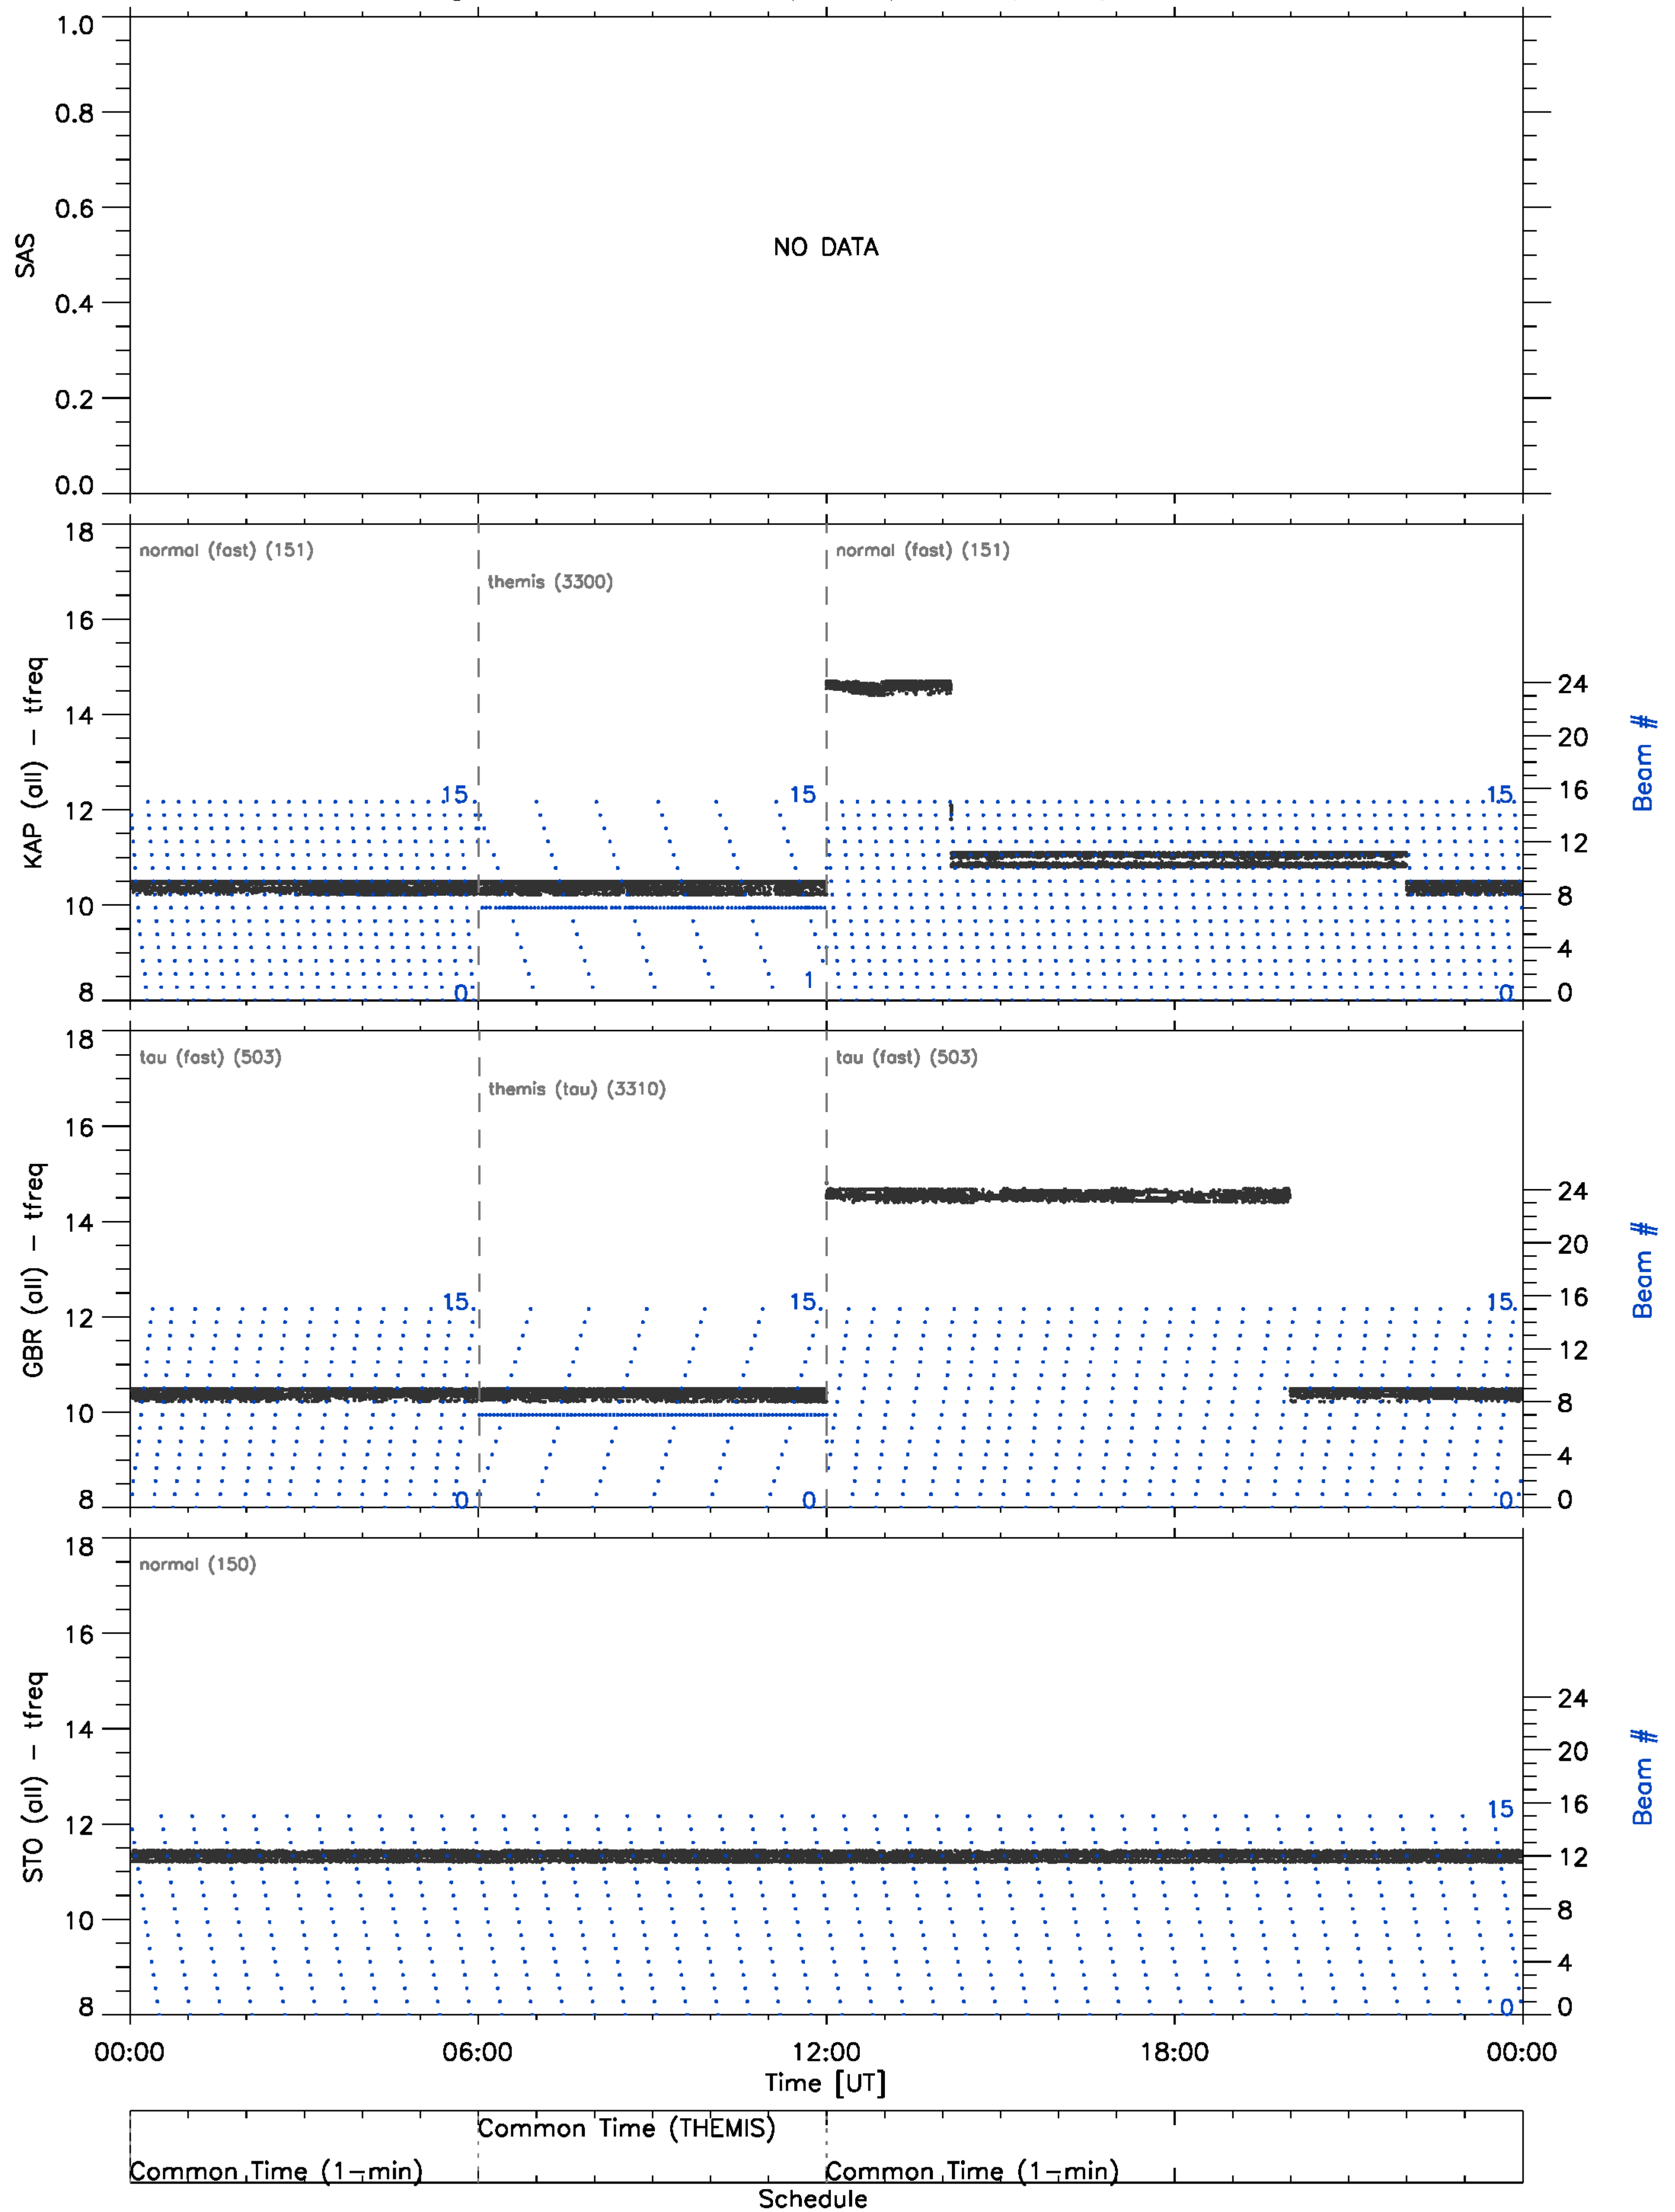 1.0
0.8
0.6
0.4
0.2
0.0
SAS
NO DATA
18
16
14
12
10
8
KAP (all) − tfreq
normal (fast) (151)
themis (3300)
normal (fast) (151)
15
15
15
0
1
0
24
20
16
12
8
4
0
Beam #
18
16
14
12
10
8
GBR (all) − tfreq
tau (fast) (503)
themis (tau) (3310)
tau (fast) (503)
15
15
15
0
0
0
24
20
16
12
8
4
0
Beam #
18
16
14
12
10
8
STO (all) − tfreq
normal (150)
15
0
24
20
16
12
8
4
0
Beam #
00:00 06:00 12:00 18:00 00:00
Time [UT]
Common Time (THEMIS)
Common Time (1−min) Common Time (1−min)
Schedule